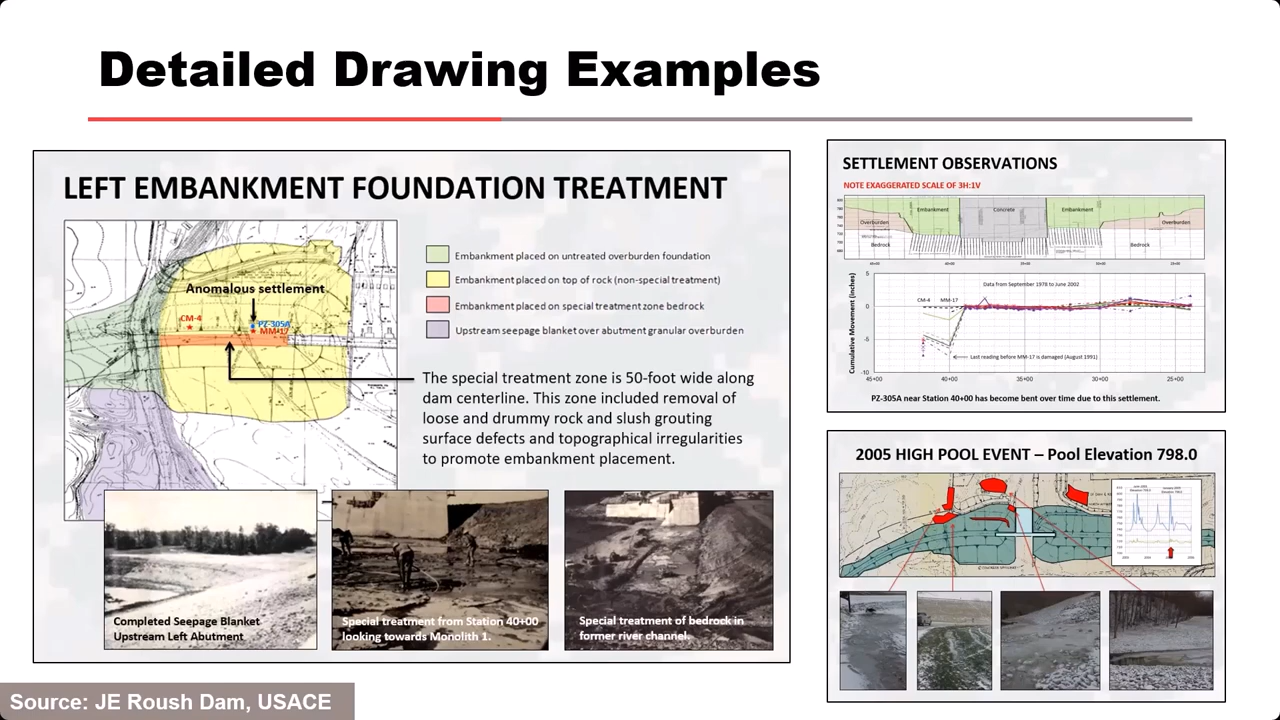 Detailed Drawing Examples
LEFT EMBANKMENT FOUNDATION TREATMENT
Anomalous settlement
CM-4
PZ-305A
MM-17
Embankment placed on untreated overburden foundation
Embankment placed on top of rock (non-special treatment)
Embankment placed on special treatment zone bedrock
Upstream seepage blanket over abutment granular overburden
The special treatment zone is 50-foot wide along
dam centerline. This zone included removal of
loose and drummy rock and slush grouting
surface defects and topographical irregularities
to promote embankment placement.
Completed Seepage Blanket
Upstream Left Abutment
Special treatment from Station 40+00
looking towards Monolith 1.
Special treatment of bedrock in
former river channel.
SETTLEMENT OBSERVATIONS
NOTE EXAGGERATED SCALE OF 3H:1V
Embankment
Concrete
Embankment
Overburden
Overburden
Bedrock
Bedrock
Data from September 1978 to June 2002
CM-4
MM-17
Cumulative Movement (inches)
5
0
-5
-10
Last reading before MM-17 is damaged (August 1991)
45+00
40+00
35+00
30+00
25+00
PZ-305A near Station 40+00 has become bent over time due to this settlement.
2005 HIGH POOL EVENT – Pool Elevation 798.0
Source: JE Roush Dam, USACE